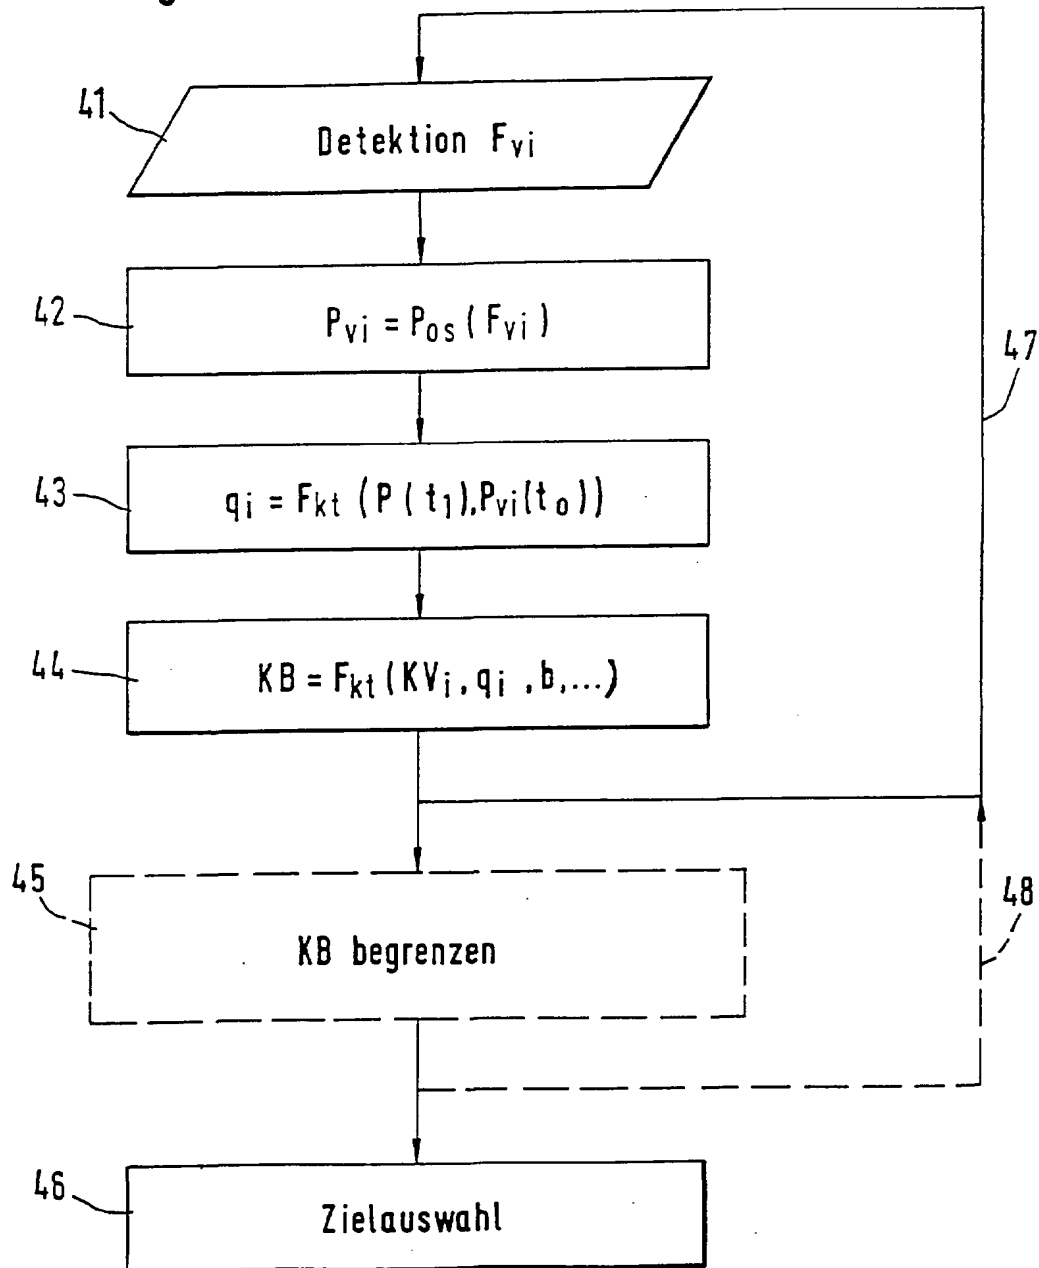 41
Detektion Fvi
42
Pvi = Pos ( Fvi )
43
qi = Fkt ( P ( t1 ), Pvi(to))
44
KB = Fkt ( KVi , qi , b, ... )
47
45
KB begrenzen
48
46
Zielauswahl